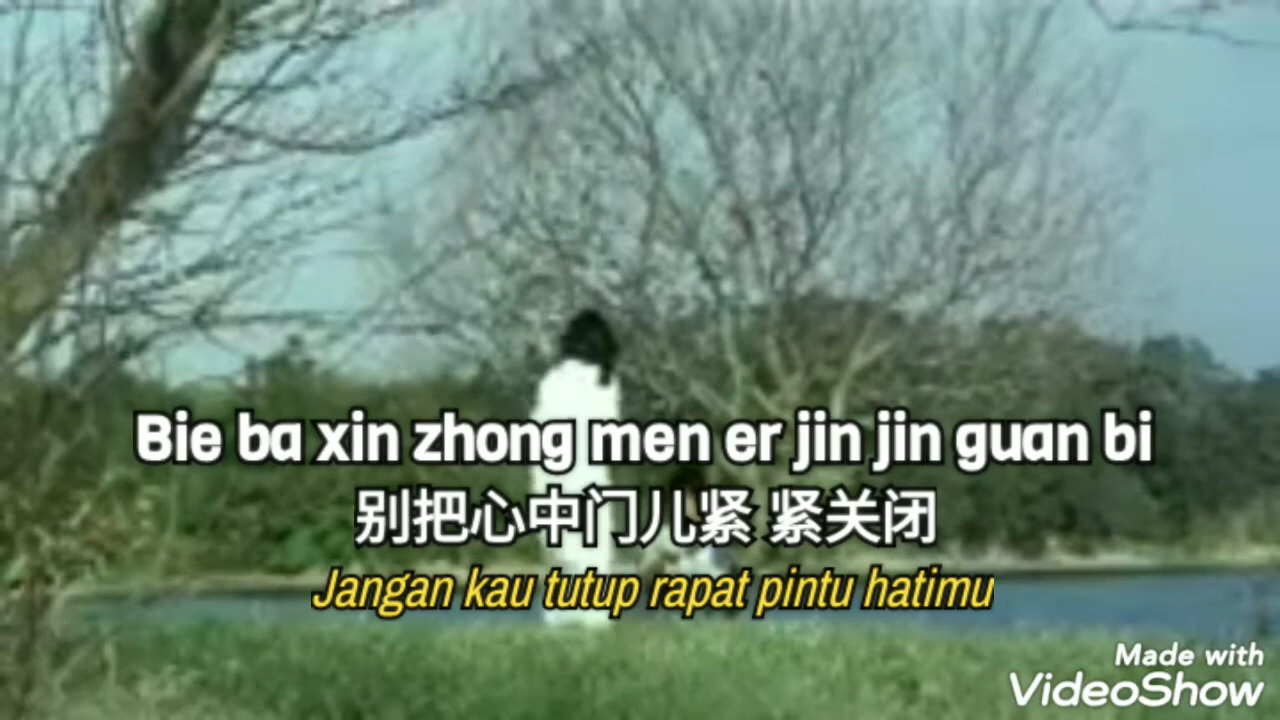 Bie ba xin zhong men er jin jin guan bi
别把心中门儿紧 紧关闭
Jangan kau tutup rapat pintu hatimu
Made with
VideoShow